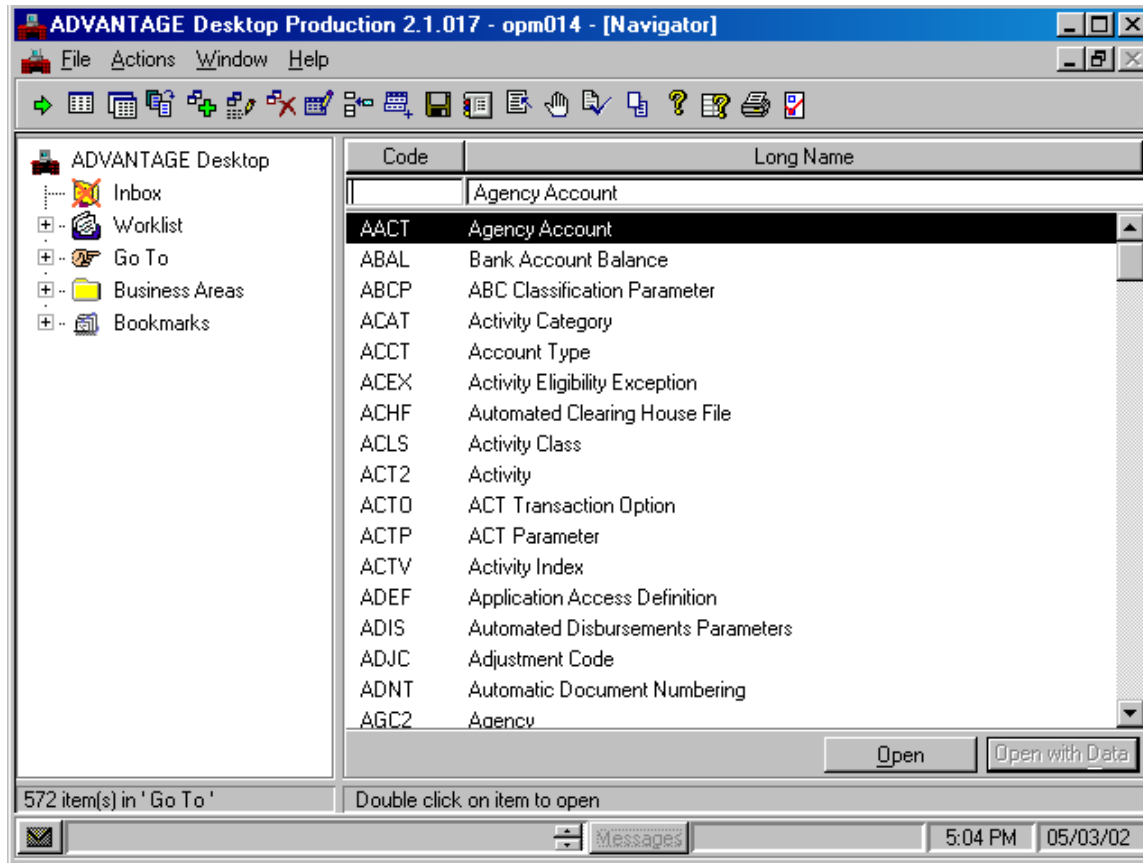 ADVANTAGE Desktop Production 2.1.017 - opm014 - [Navigator]
File Actions Window Help
ADVANTAGE Desktop
Inbox
Worklist
Go To
Business Areas
Bookmarks
Code Long Name
Agency Account
AACT Agency Account
ABAL Bank Account Balance
ABCP ABC Classification Parameter
ACAT Activity Category
ACCT Account Type
ACEX Activity Eligibility Exception
ACHF Automated Clearing House File
ACLS Activity Class
ACT2 Activity
ACTO ACT Transaction Option
ACTP ACT Parameter
ACTV Activity Index
ADEF Application Access Definition
ADIS Automated Disbursements Parameters
ADJC Adjustment Code
ADNT Automatic Document Numbering
AGC2 Agency
Open Open with Data
572 item(s) in ' Go To ' Double click on item to open
Messages 5:04 PM 05/03/02